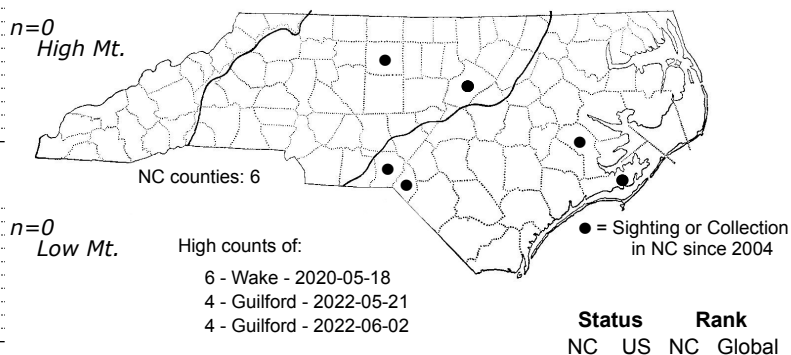 n=0
High Mt.
NC counties: 6
n=0
Low Mt.
High counts of:
6 - Wake - 2020-05-18
4 - Guilford - 2022-05-21
4 - Guilford - 2022-06-02
● = Sighting or Collection
in NC since 2004
Status Rank
NC US NC Global